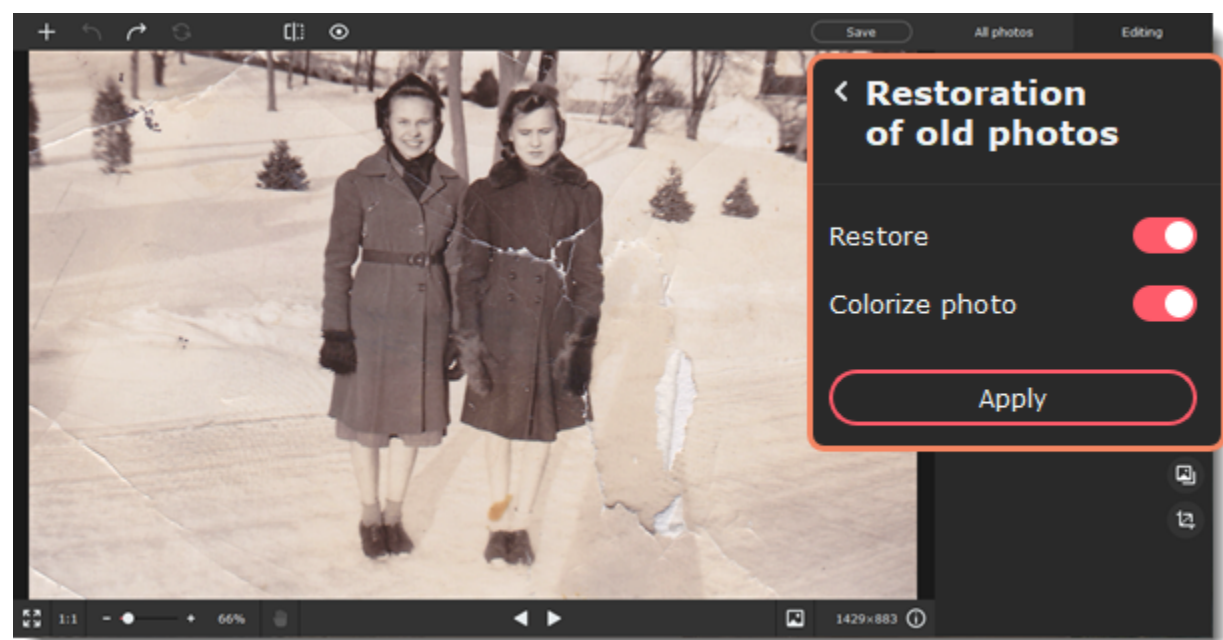 Save
All photos
Editing
Restoration
of old photos
Restore
Colorize photo
Apply
1:1
66%
1429×883